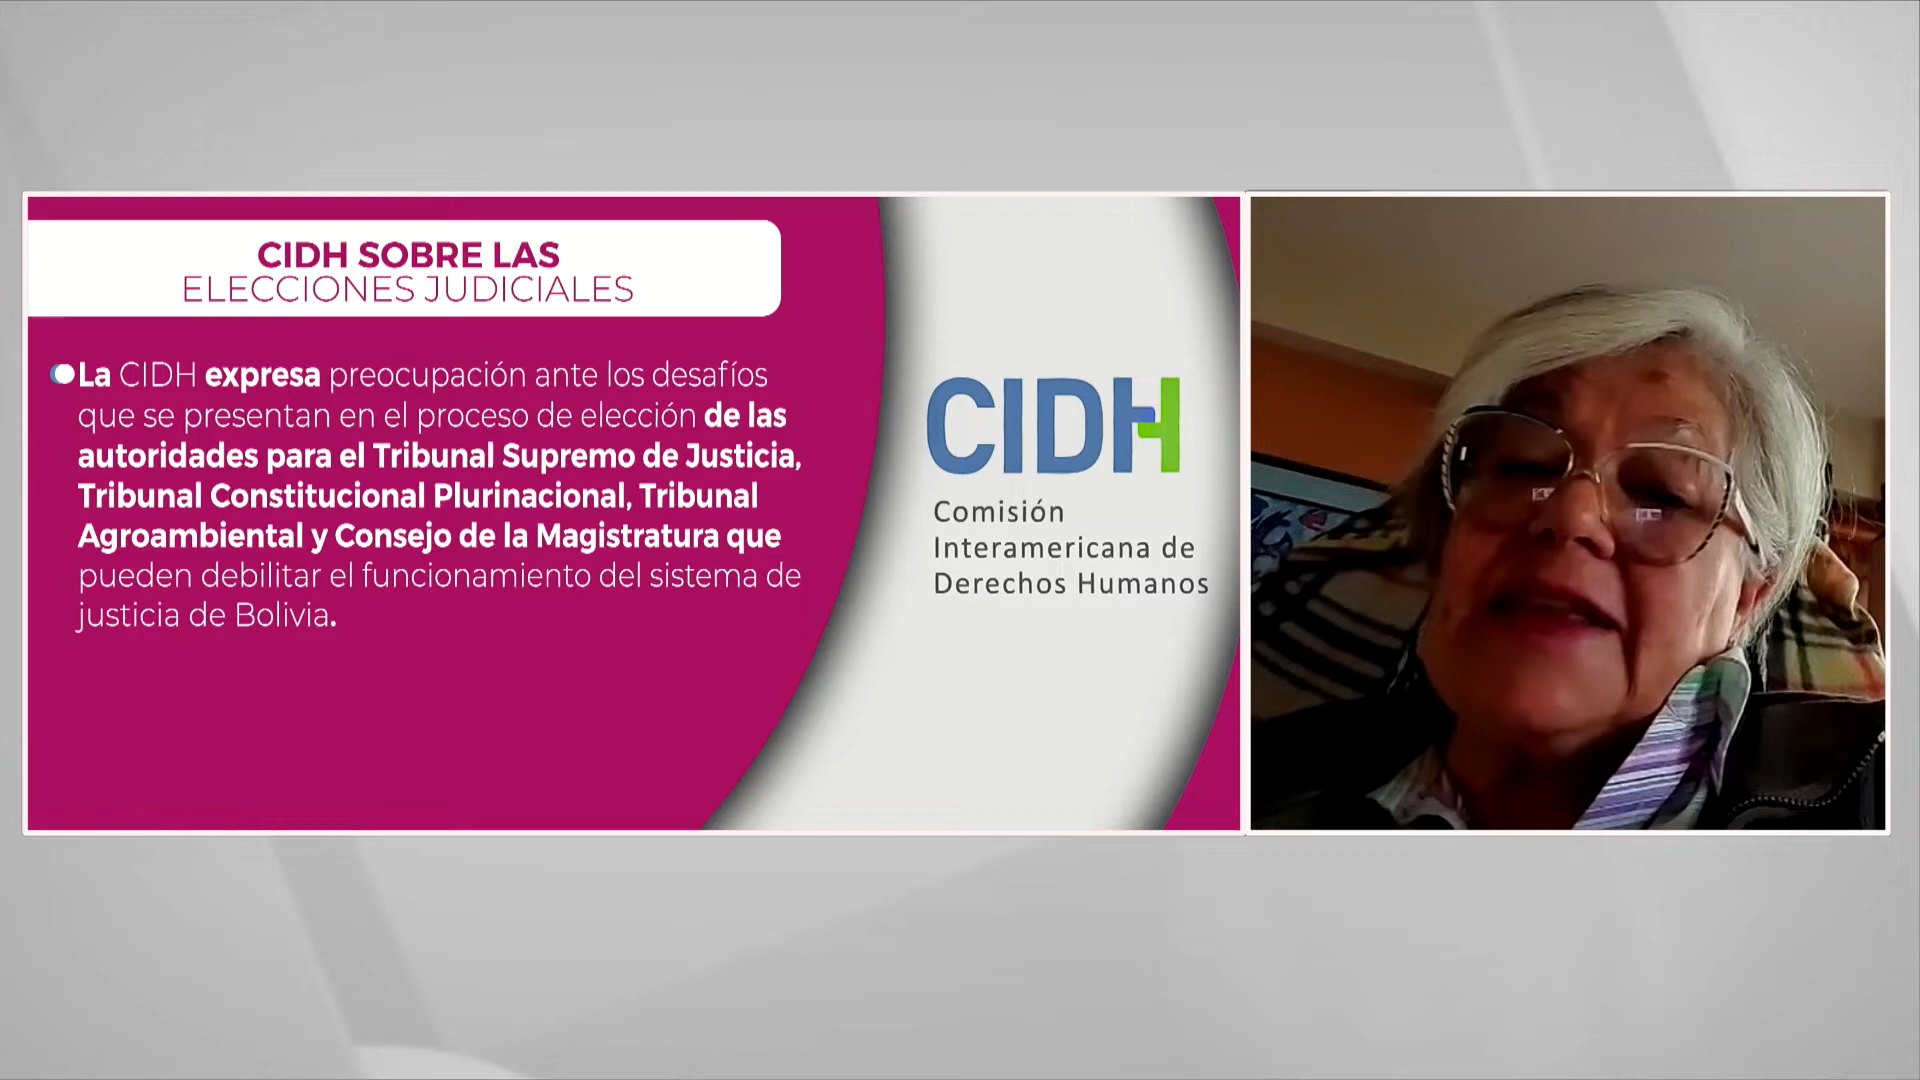 CIDH SOBRE LAS
ELECCIONES JUDICIALES
La CIDH expresa preocupación ante los desafíos
que se presentan en el proceso de elección de las
autoridades para el Tribunal Supremo de Justicia,
Tribunal Constitucional Plurinacional, Tribunal
Agroambiental y Consejo de la Magistratura que
pueden debilitar el funcionamiento del sistema de
justicia de Bolivia.
CIDH
Comisión
Interamericana de
Derechos Humanos